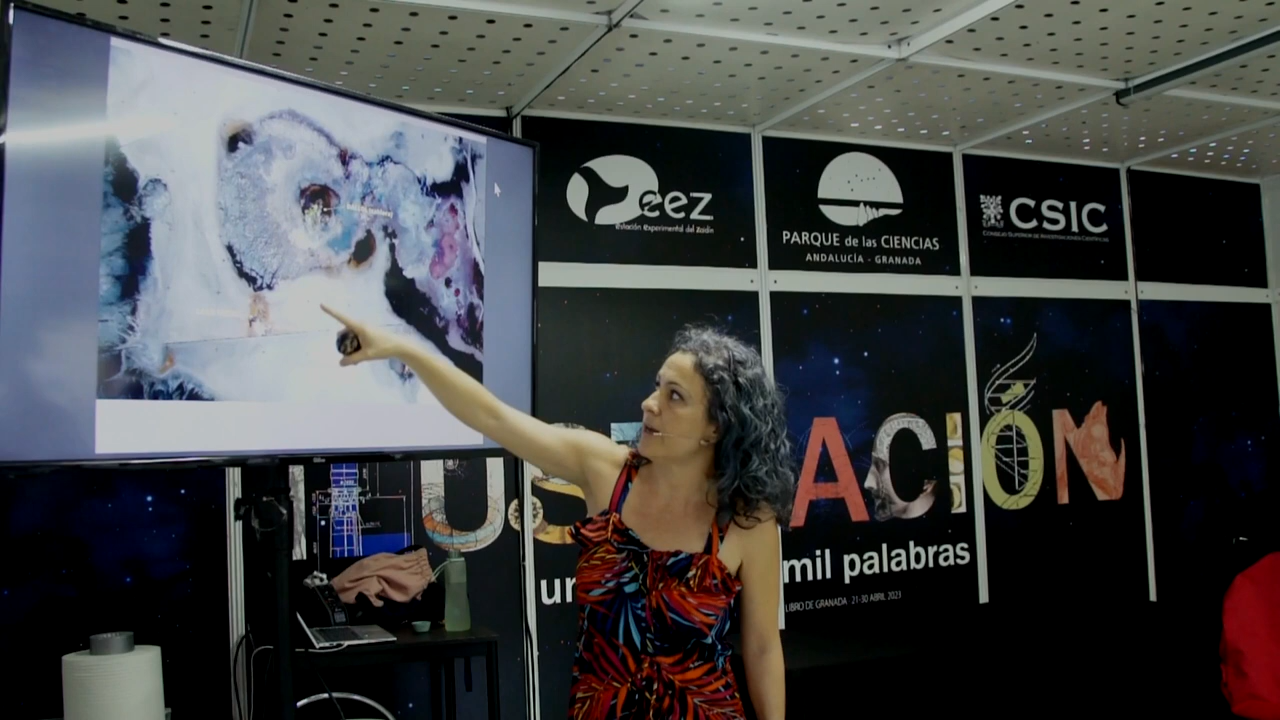 eez
Estación Experimental del Zaidín
PARQUE de las CIENCIAS
ANDALUCÍA - GRANADA
CSIC
CONSEJO SUPERIOR DE INVESTIGACIONES CIENTÍFICAS
ACIÓN
mil palabras
LIBRO DE GRANADA · 21-30 ABRIL 2023